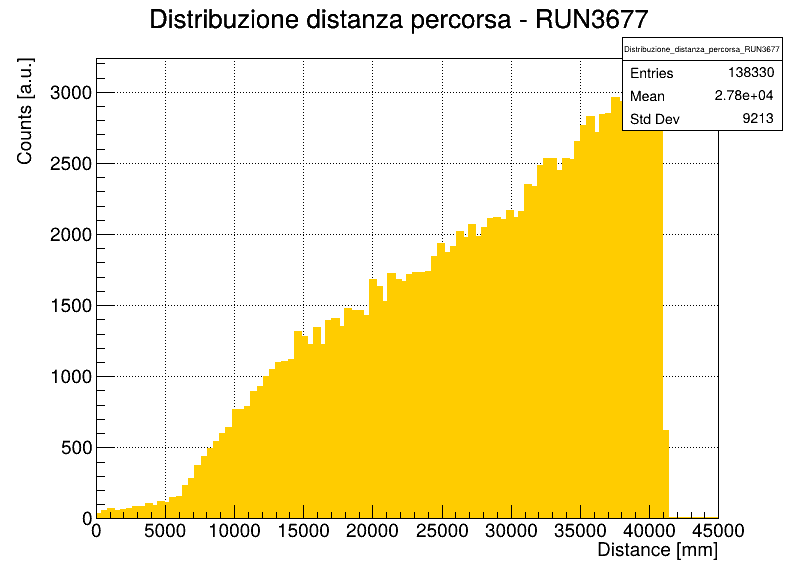 Distribuzione distanza percorsa - RUN3677
Distribuzione_distanza_percorsa_RUN3677
Entries 138330
Mean 2.78e+04
Std Dev 9213
Counts [a.u.]
3000
2500
2000
1500
1000
500
0
0 5000 10000 15000 20000 25000 30000 35000 40000 45000
Distance [mm]